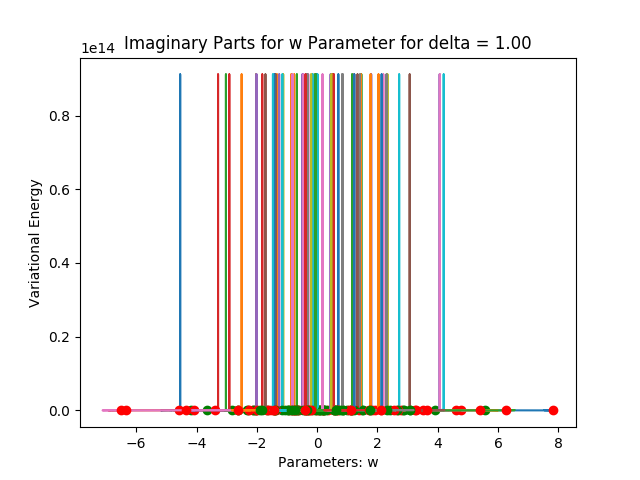 1e14
Imaginary Parts for w Parameter for delta = 1.00
Variational Energy
0.8
0.6
0.4
0.2
0.0
−6 −4 −2 0 2 4 6 8
Parameters: w